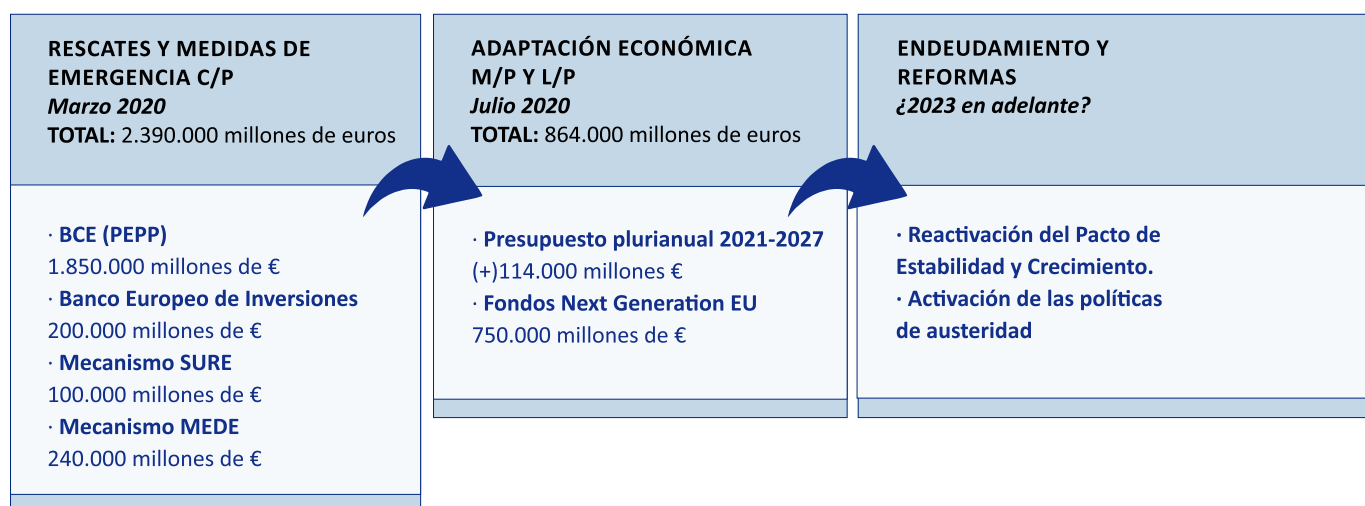 RESCATES Y MEDIDAS DE
EMERGENCIA C/P
Marzo 2020
TOTAL: 2.390.000 millones de euros
· BCE (PEPP)
1.850.000 millones de €
· Banco Europeo de Inversiones
200.000 millones de €
· Mecanismo SURE
100.000 millones de €
· Mecanismo MEDE
240.000 millones de €
ADAPTACIÓN ECONÓMICA
M/P Y L/P
Julio 2020
TOTAL: 864.000 millones de euros
· Presupuesto plurianual 2021-2027
(+)114.000 millones €
· Fondos Next Generation EU
750.000 millones de €
ENDEUDAMIENTO Y
REFORMAS
¿2023 en adelante?
· Reactivación del Pacto de
Estabilidad y Crecimiento.
· Activación de las políticas
de austeridad